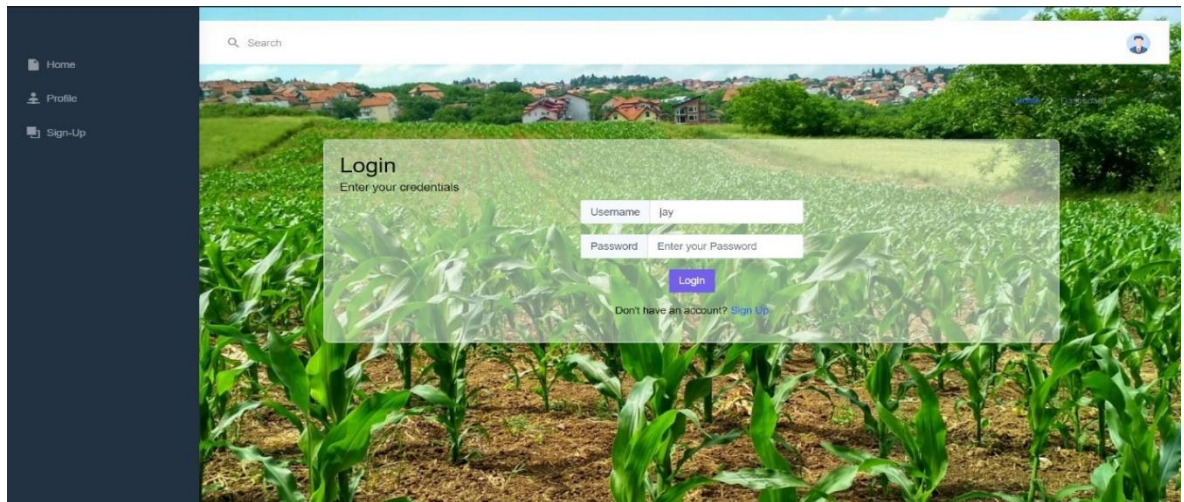 Search
Home
Profile
Sign-Up
Login
Enter your credentials
Username jay
Password Enter your Password
Login
Don't have an account? Sign Up